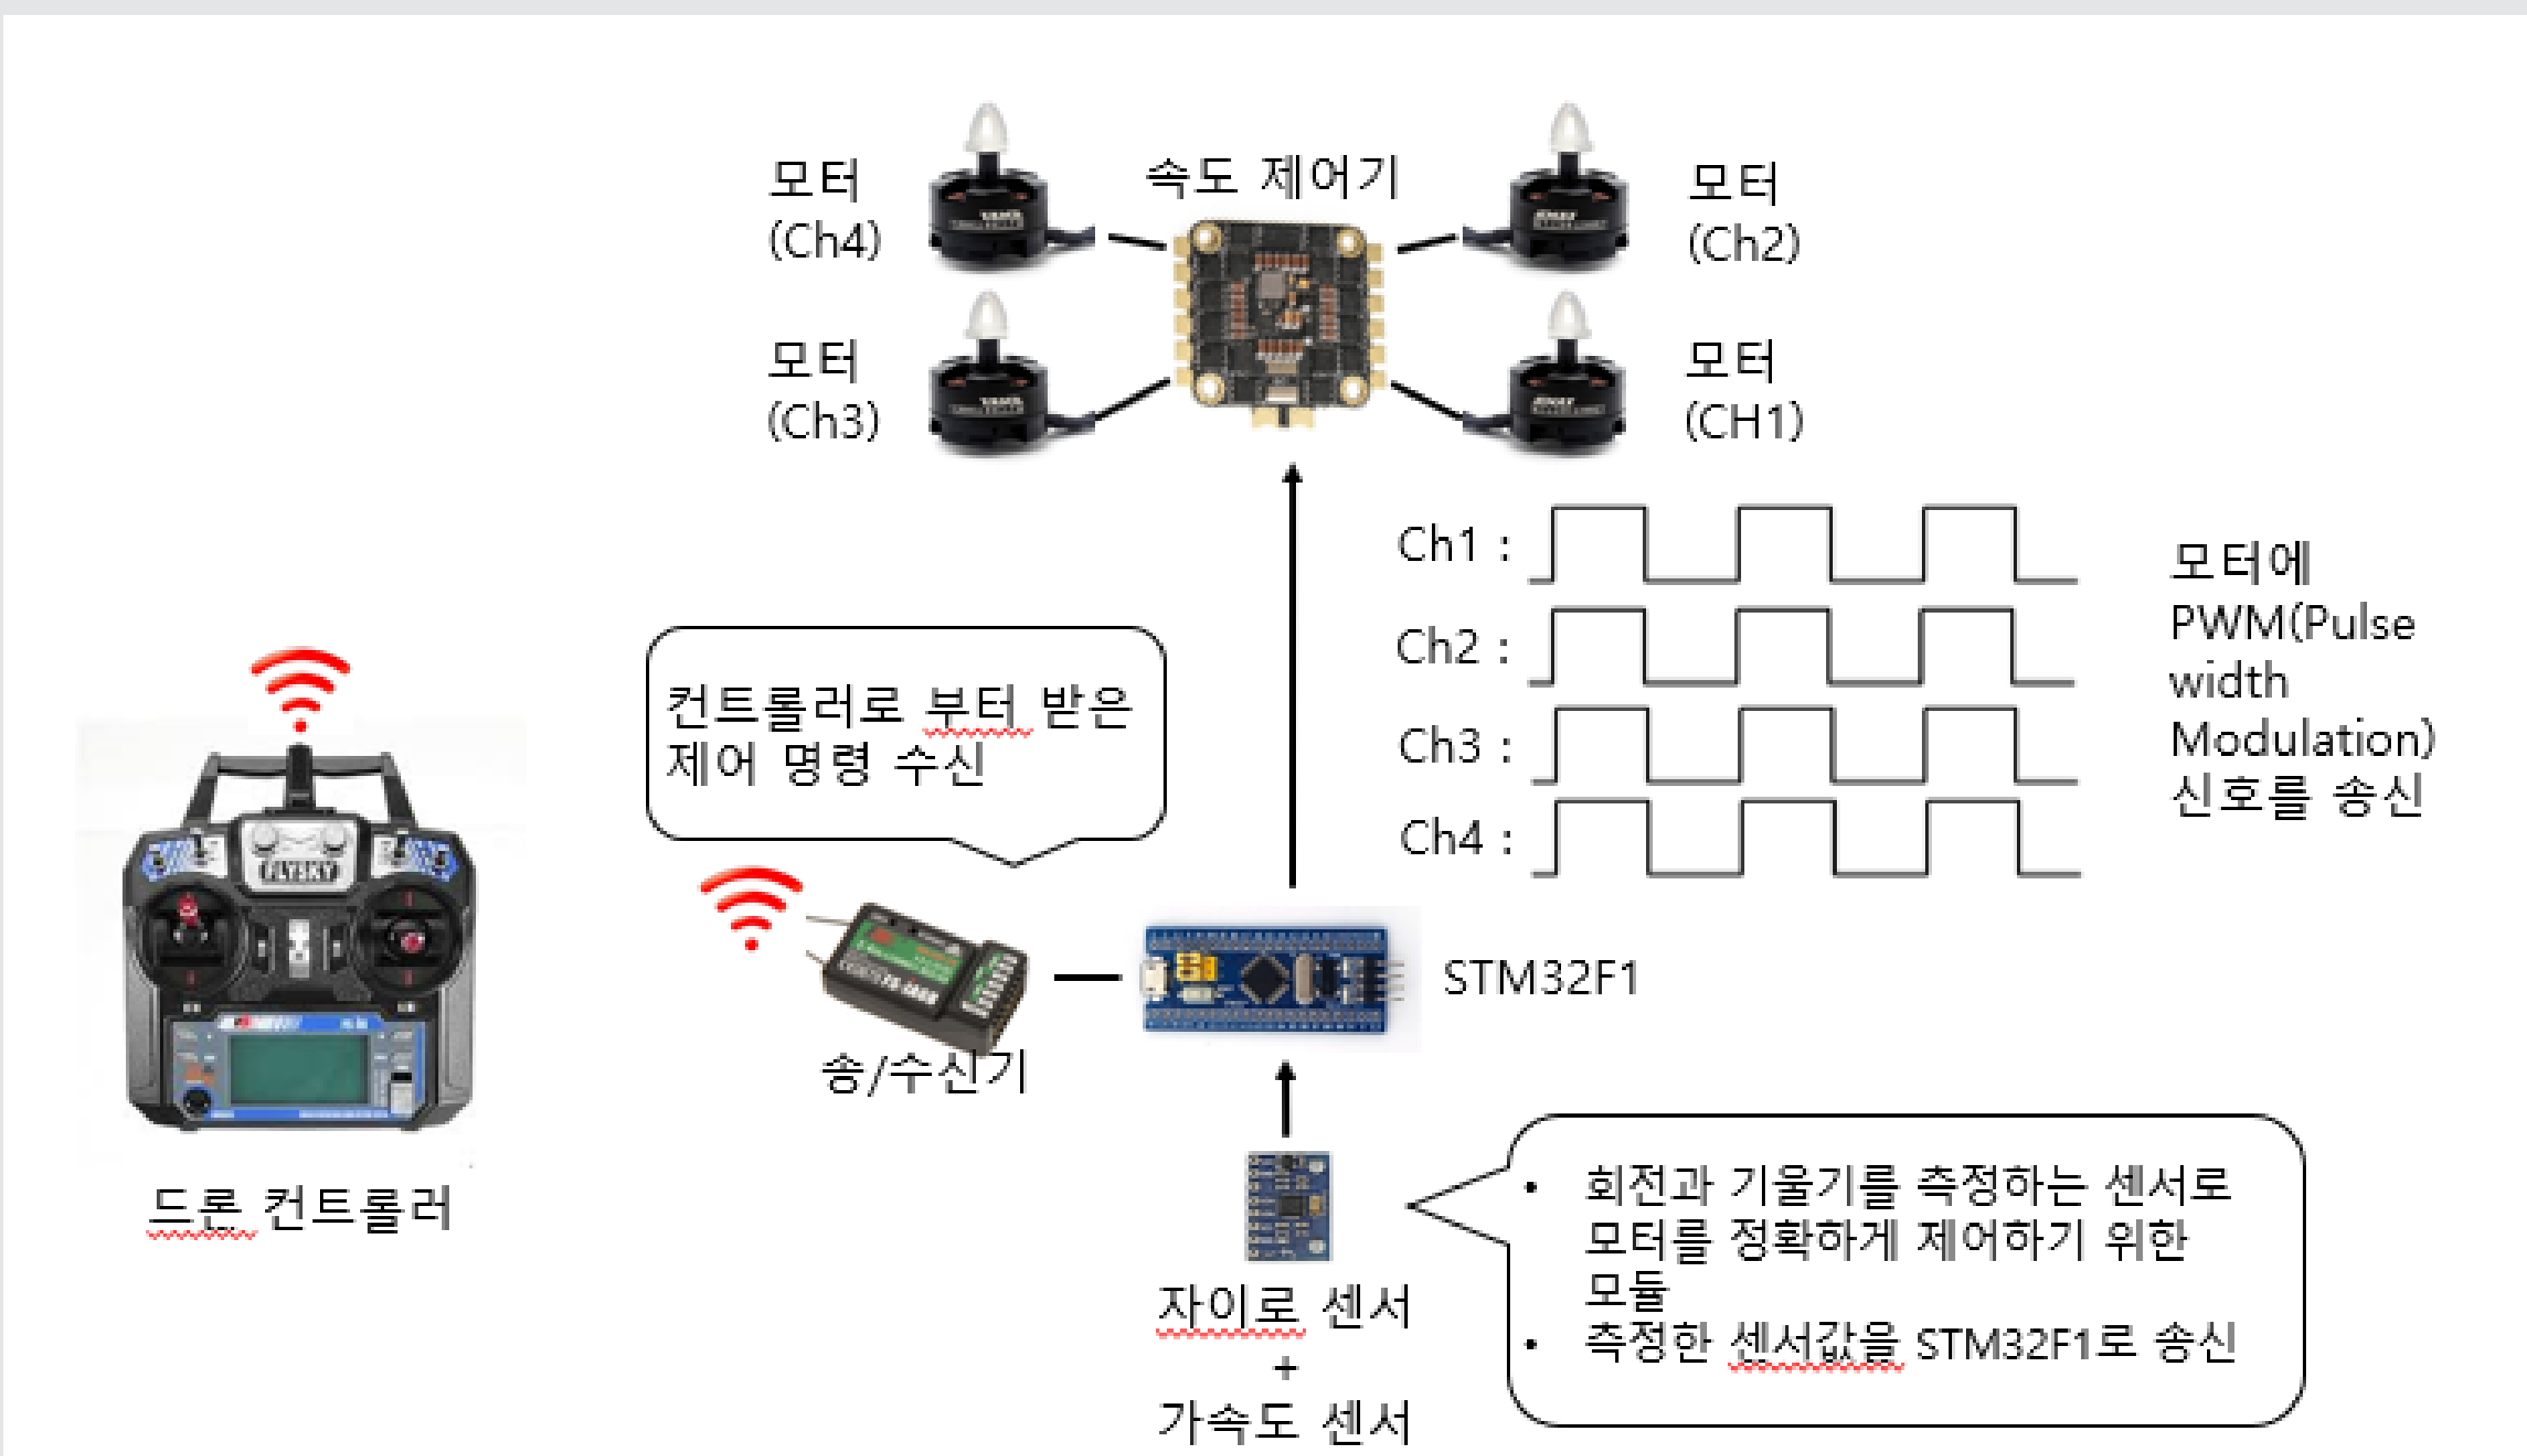 모터
(Ch4)
속도 제어기
모터
(Ch2)
모터
(Ch3)
모터
(CH1)
Ch1 :
Ch2 :
Ch3 :
Ch4 :
모터에
PWM(Pulse
width
Modulation)
신호를 송신
컨트롤러로 부터 받은
제어 명령 수신
FLYSKY
드론 컨트롤러
송/수신기
STM32F1
자이로 센서
+
가속도 센서
• 회전과 기울기를 측정하는 센서로
모터를 정확하게 제어하기 위한
모듈
• 측정한 센서값을 STM32F1로 송신